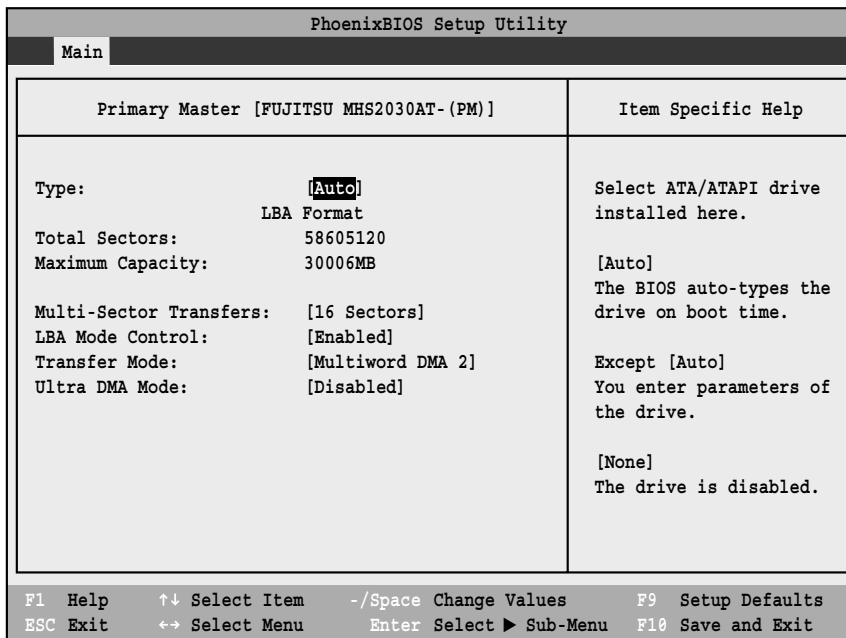 PhoenixBIOS Setup Utility
Main
Primary Master [FUJITSU MHS2030AT-(PM)]
Item Specific Help
Type: [Auto]
LBA Format
Total Sectors: 58605120
Maximum Capacity: 30006MB
Multi-Sector Transfers: [16 Sectors]
LBA Mode Control: [Enabled]
Transfer Mode: [Multiword DMA 2]
Ultra DMA Mode: [Disabled]
Select ATA/ATAPI drive
installed here.
[Auto]
The BIOS auto-types the
drive on boot time.
Except [Auto]
You enter parameters of
the drive.
[None]
The drive is disabled.
F1 Help ↑↓ Select Item -/Space Change Values F9 Setup Defaults
ESC Exit ←→ Select Menu Enter Select ▶ Sub-Menu F10 Save and Exit